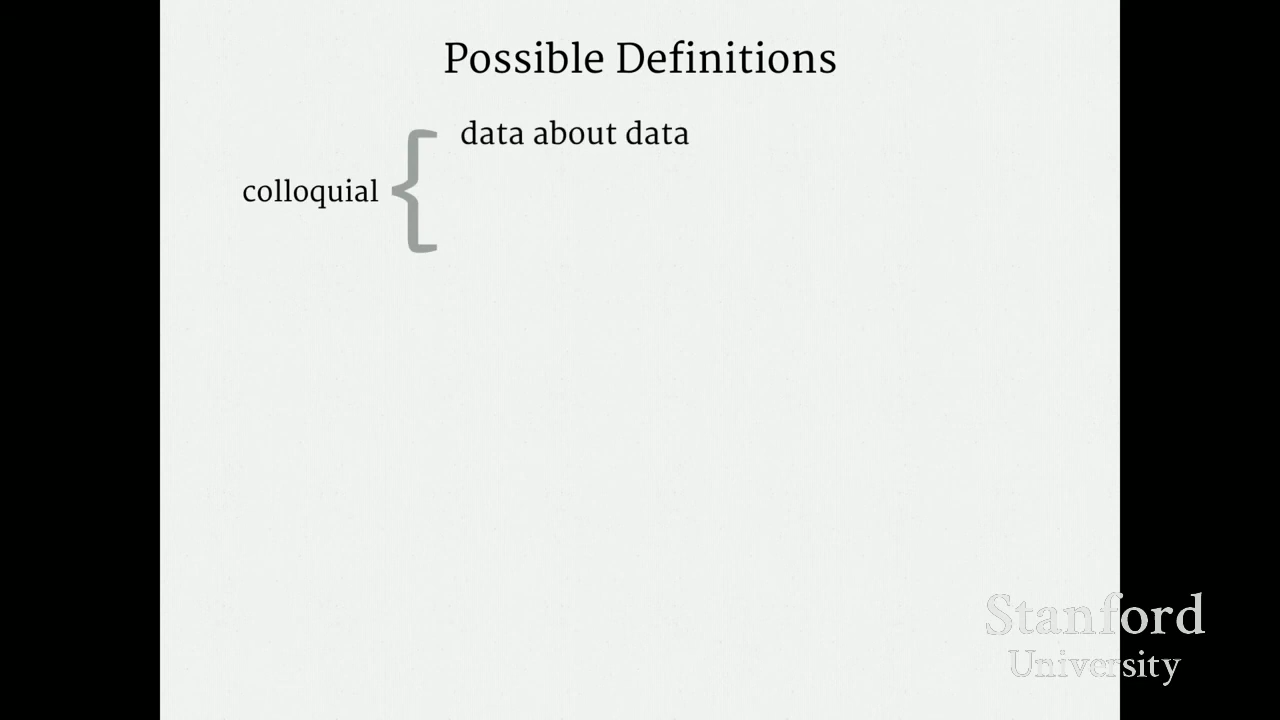 Possible Definitions
data about data
colloquial {
Stanford
University